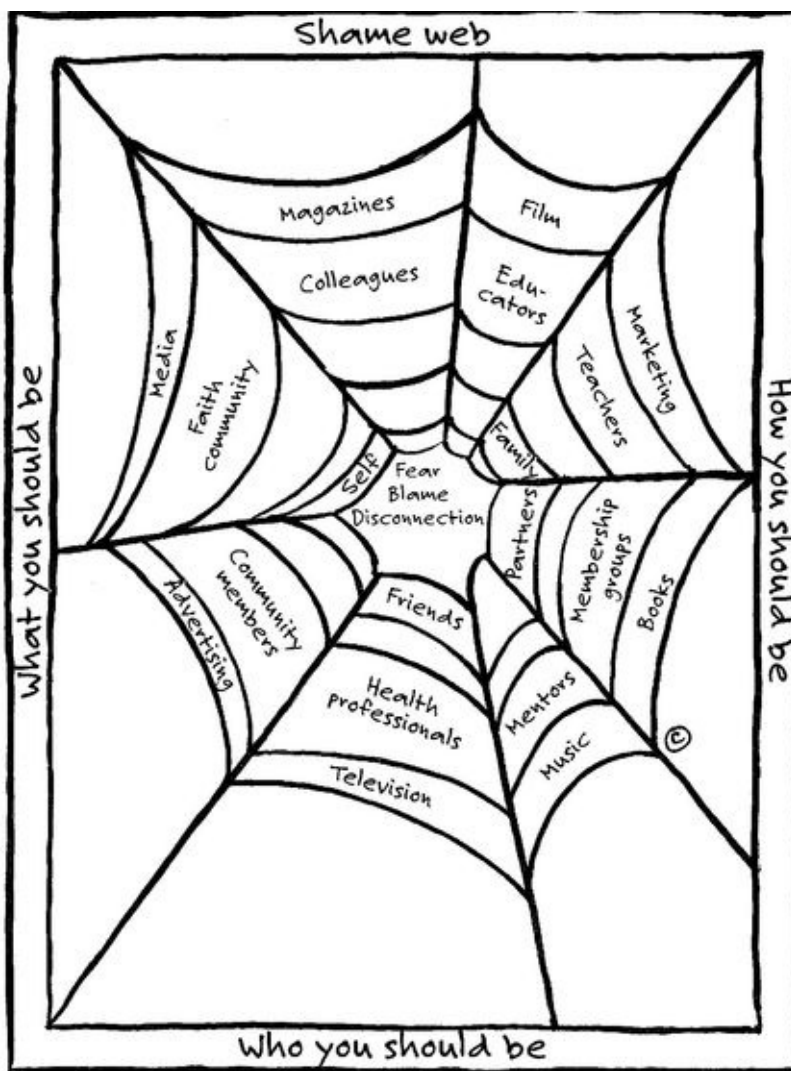 Shame web
Magazines
Film
Colleagues
Edu-
cators
Media
Faith
community
Marketing
Teachers
What you should be
How you should be
Self
Family
Fear
Blame
Disconnection
Partners
Membership
groups
Books
Community
members
Advertising
Friends
Health
professionals
Mentors
Music
Television
©
Who you should be